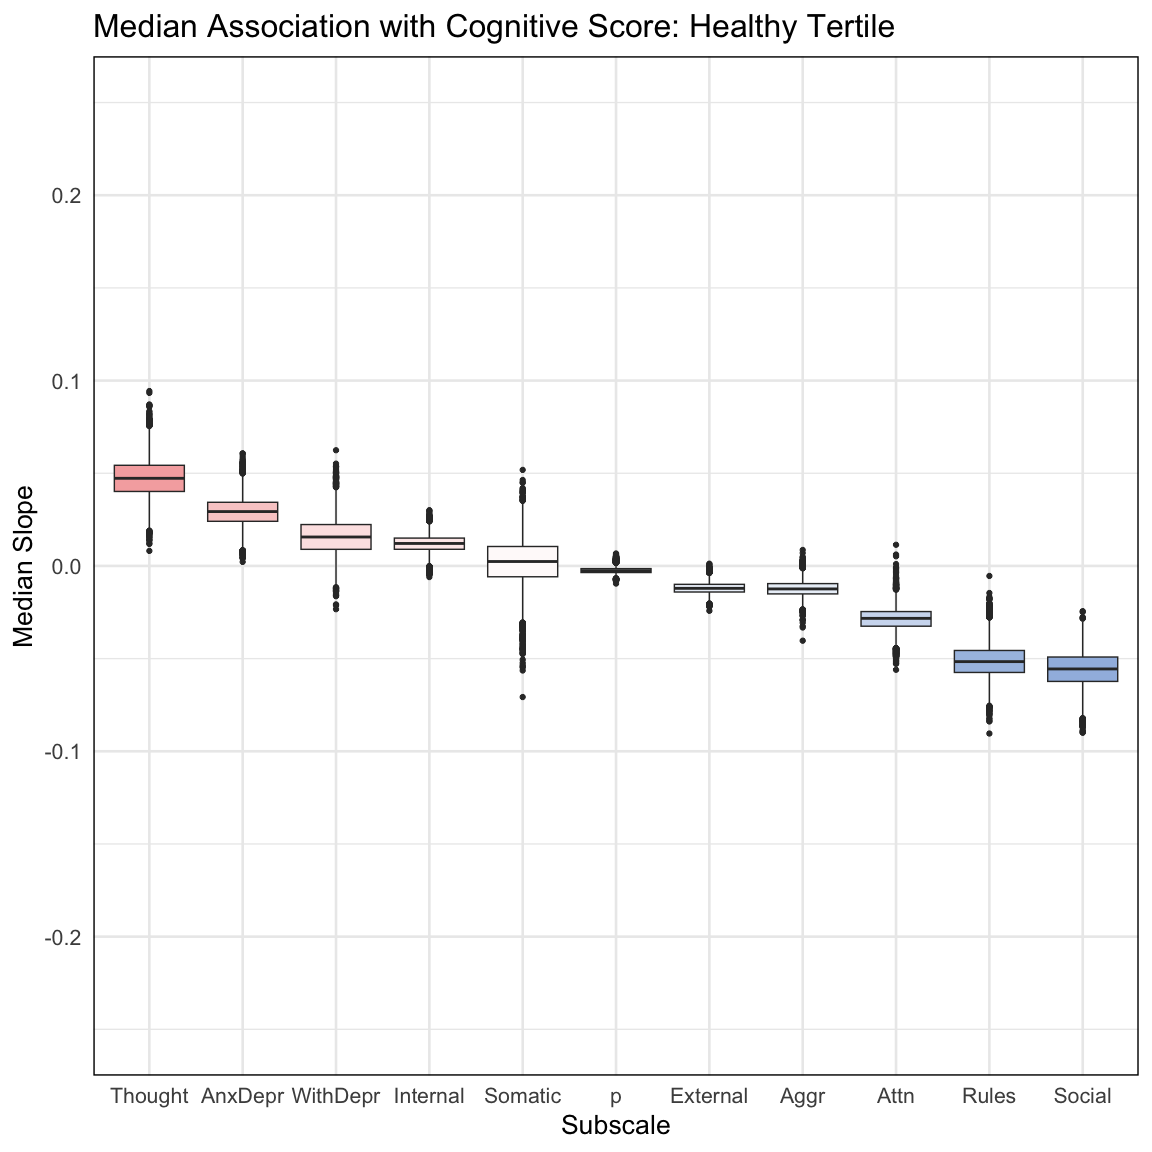 Median Association with Cognitive Score: Healthy Tertile
Median Slope
0.2
0.1
0.0
-0.1
-0.2
Thought AnxDepr WithDepr Internal Somatic p External Aggr Attn Rules Social
Subscale